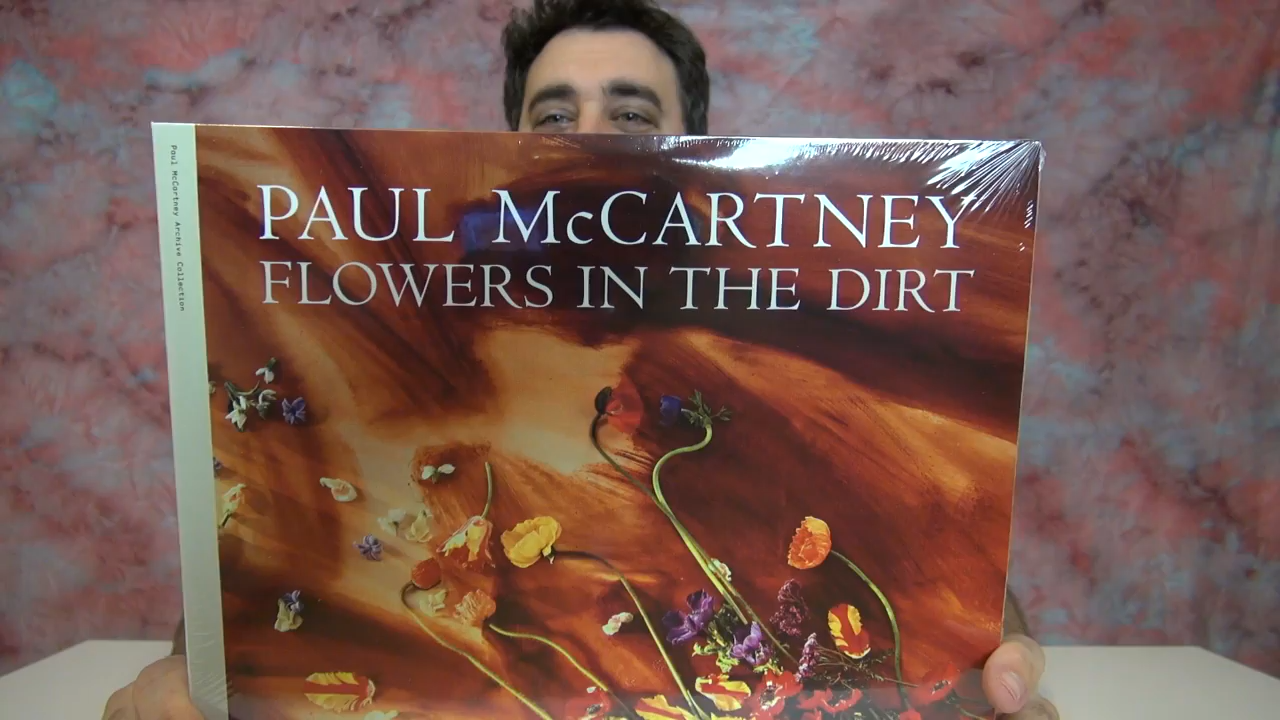 PAUL McCARTNEY
FLOWERS IN THE DIRT
Paul McCartney Archive Collection